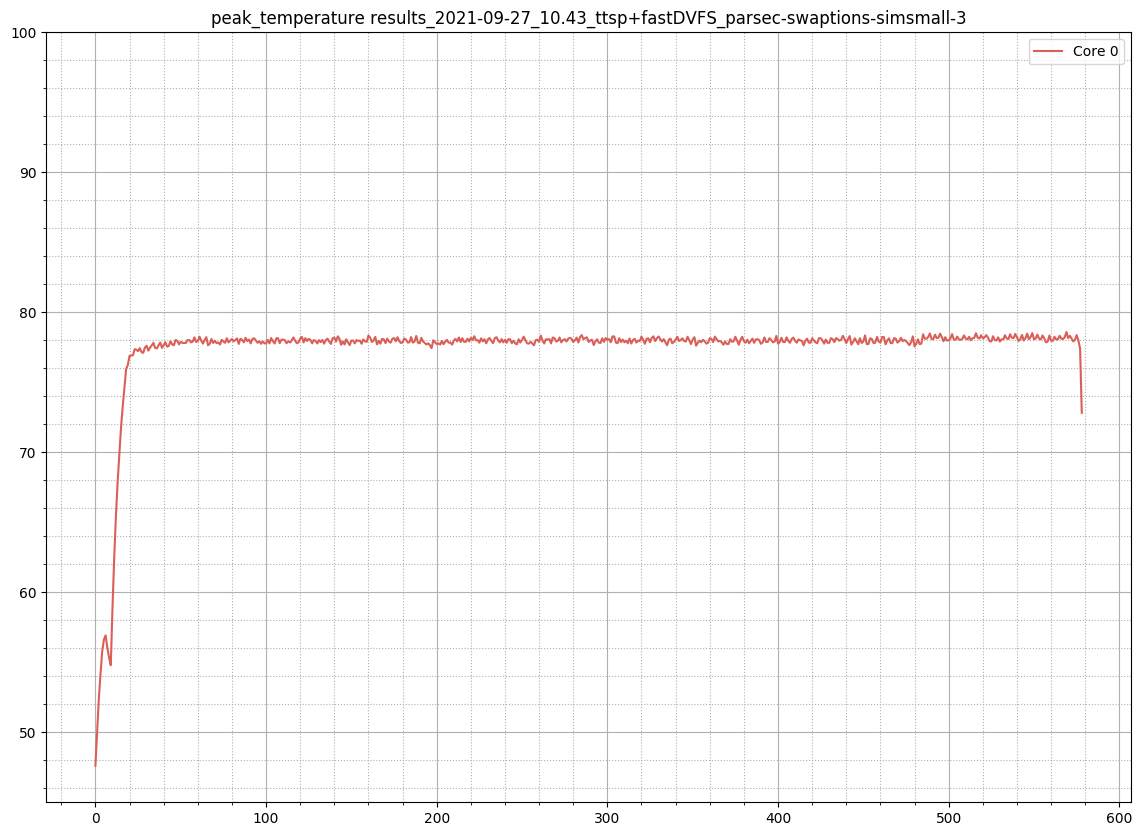 peak_temperature results_2021-09-27_10.43_ttsp+fastDVFS_parsec-swaptions-simsmall-3
Core 0
100
90
80
70
60
50
0 100 200 300 400 500 600